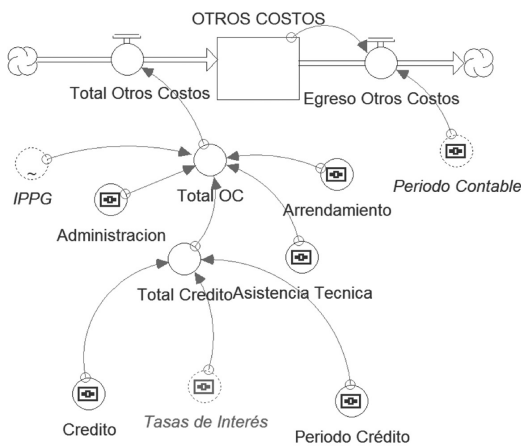 OTROS COSTOS
Total Otros Costos
Egreso Otros Costos
~
IPPG
Total OC
Arrendamiento
Periodo Contable
Administracion
Total Credito
Asistencia Tecnica
Credito
Tasas de Interés
Periodo Crédito